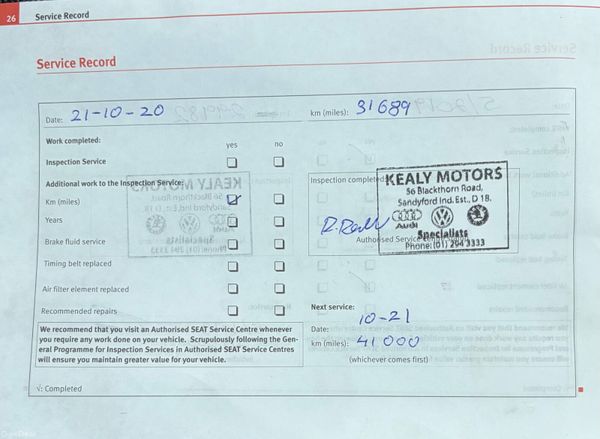 26
Service Record
Service Record
Date: 21-10-20
km (miles): 31689
Work completed:
yes no
Inspection Service
Additional work to the Inspection Service:
Km (miles)
Years
Brake fluid service
Timing belt replaced
Air filter element replaced
Recommended repairs
Inspection completed
KEALY MOTORS
56 Blackthorn Road,
Sandyford Ind. Est., D 18.
Audi
Specialists
Phone: (01) 294 3333
Authorised Service
Next service:
Date: 10-21
km (miles): 41000
(whichever comes first)
We recommend that you visit an Authorised SEAT Service Centre whenever
you require any work done on your vehicle. Scrupulously following the Gen-
eral Programme for Inspection Services in Authorised SEAT Service Centres
will ensure you maintain greater value for your vehicle.
√: Completed